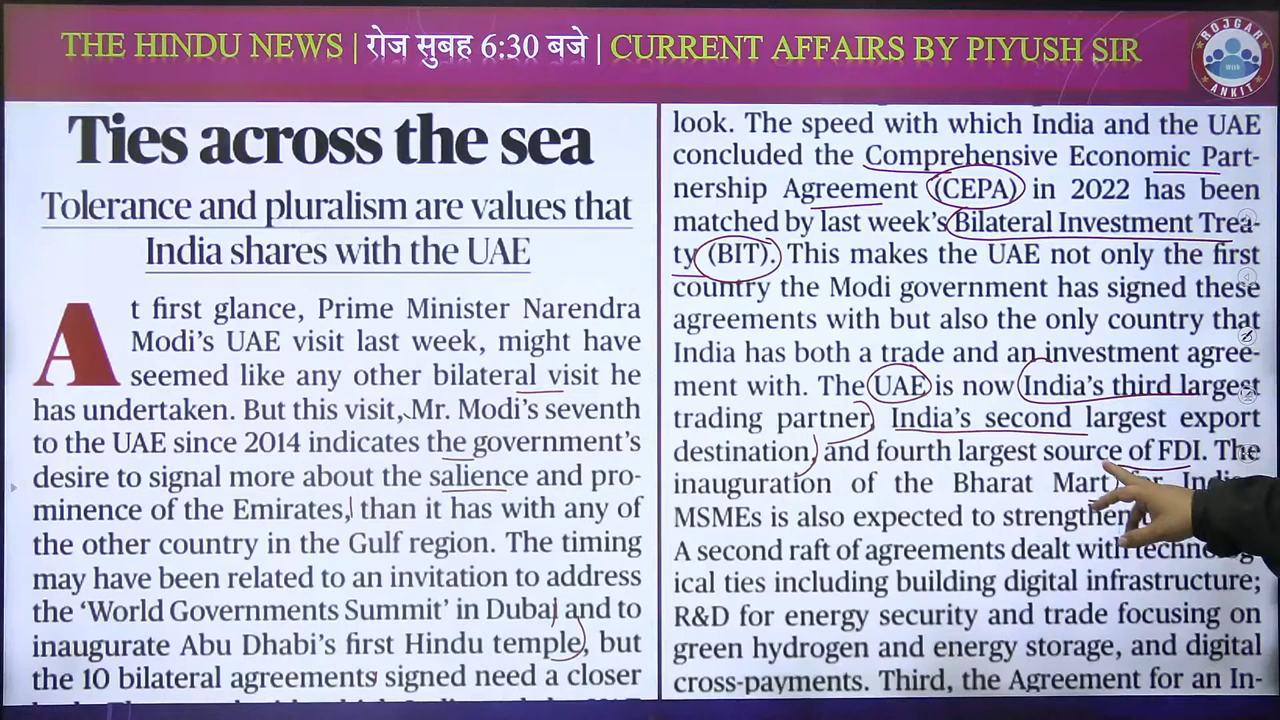 THE HINDU NEWS | रोज सुबह 6:30 बजे | CURRENT AFFAIRS BY PIYUSH SIR
ROJGAR
With
ANKIT
Ties across the sea
Tolerance and pluralism are values that
India shares with the UAE
At first glance, Prime Minister Narendra
Modi’s UAE visit last week, might have
seemed like any other bilateral visit he
has undertaken. But this visit, Mr. Modi’s seventh
to the UAE since 2014 indicates the government’s
desire to signal more about the salience and pro-
minence of the Emirates, than it has with any of
the other country in the Gulf region. The timing
may have been related to an invitation to address
the ‘World Governments Summit’ in Dubai and to
inaugurate Abu Dhabi’s first Hindu temple, but
the 10 bilateral agreements signed need a closer
look. The speed with which India and the UAE
concluded the Comprehensive Economic Part-
nership Agreement (CEPA) in 2022 has been
matched by last week’s Bilateral Investment Trea-
ty (BIT). This makes the UAE not only the first
country the Modi government has signed these
agreements with but also the only country that
India has both a trade and an investment agree-
ment with. The UAE is now India’s third largest
trading partner, India’s second largest export
destination, and fourth largest source of FDI. The
inauguration of the Bharat Mart
MSMEs is also expected to strengthen
A second raft of agreements dealt with technolog-
ical ties including building digital infrastructure;
R&D for energy security and trade focusing on
green hydrogen and energy storage, and digital
cross-payments. Third, the Agreement for an In-